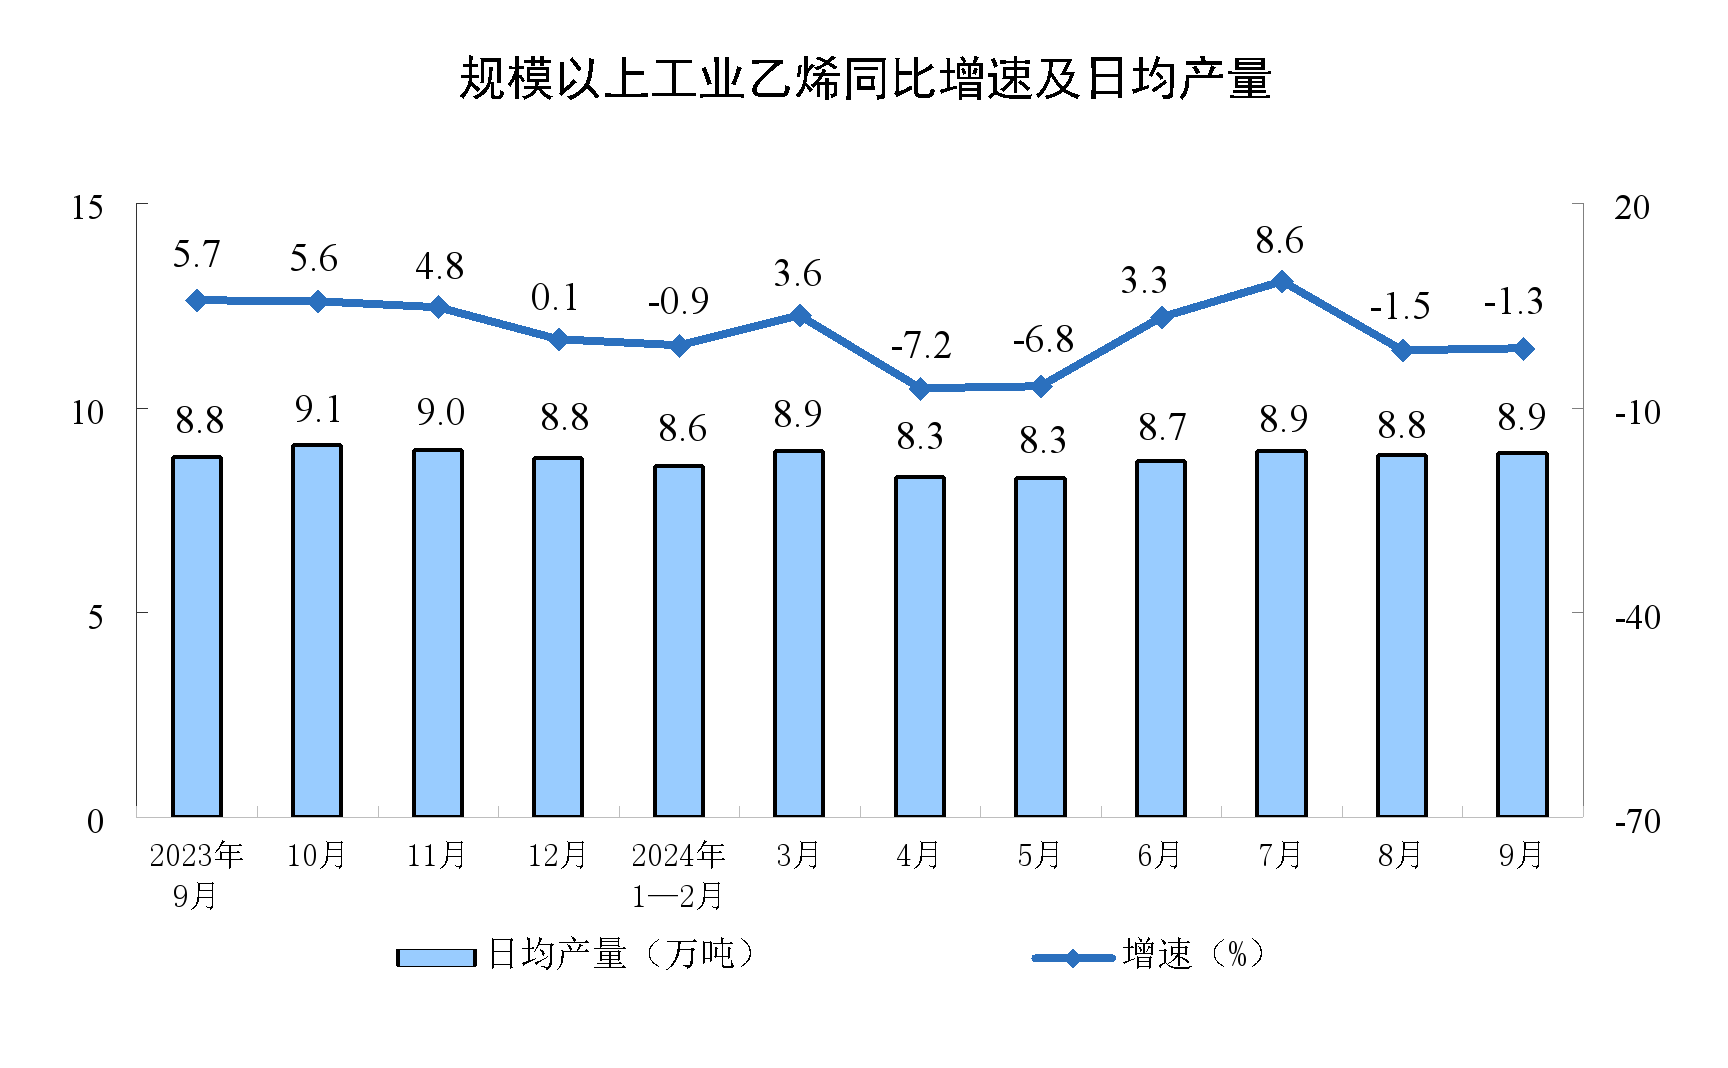 规模以上工业乙烯同比增速及日均产量
15
10
5
0
20
-10
-40
-70
5.7
5.6
4.8
0.1
-0.9
3.6
-7.2
-6.8
3.3
8.6
-1.5
-1.3
8.8
9.1
9.0
8.8
8.6
8.9
8.3
8.3
8.7
8.9
8.8
8.9
2023年
9月
10月
11月
12月
2024年
1—2月
3月
4月
5月
6月
7月
8月
9月
日均产量（万吨）
增速（%）